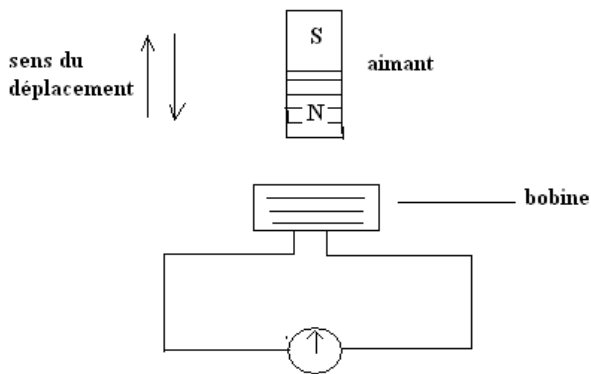 S
sens du
déplacement
aimant
N
bobine